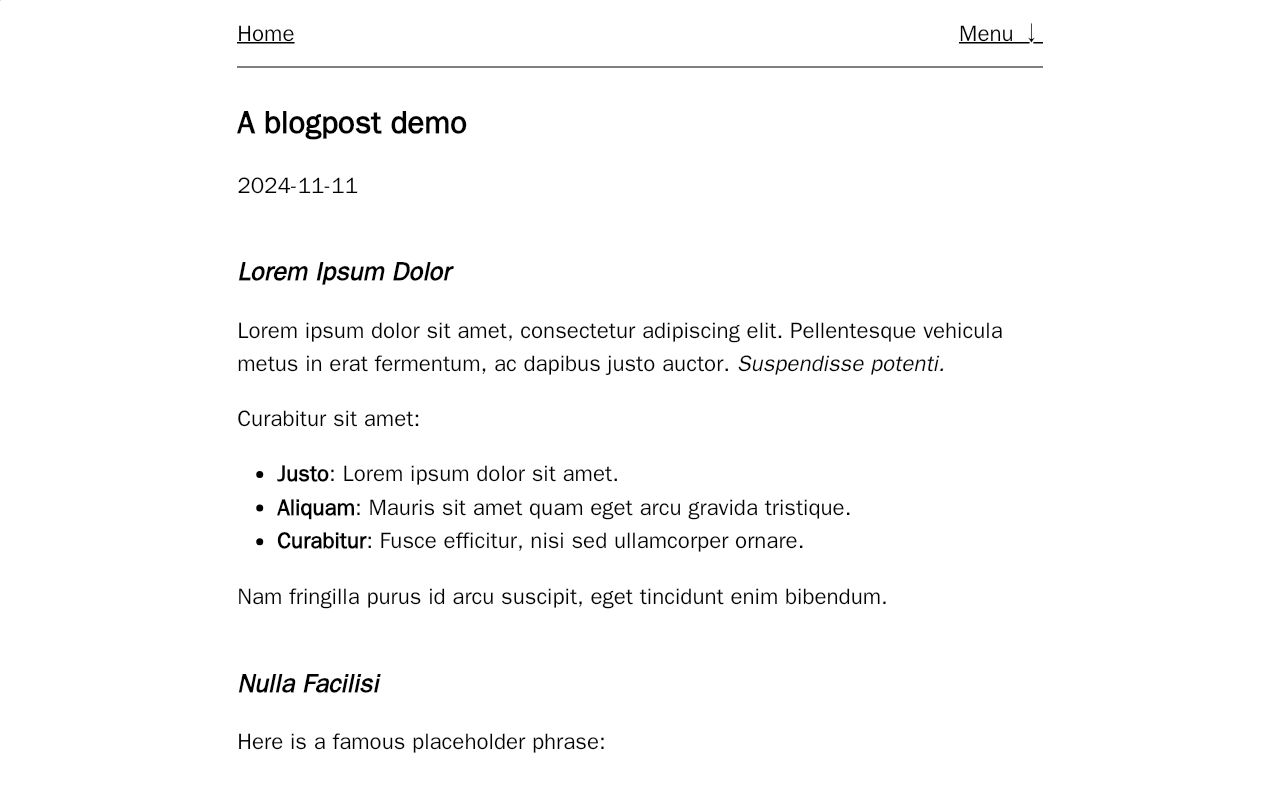 Home
Menu ↓
A blogpost demo
2024-11-11
Lorem Ipsum Dolor
Lorem ipsum dolor sit amet, consectetur adipiscing elit. Pellentesque vehicula
metus in erat fermentum, ac dapibus justo auctor. Suspendisse potenti.
Curabitur sit amet:
• Justo: Lorem ipsum dolor sit amet.
• Aliquam: Mauris sit amet quam eget arcu gravida tristique.
• Curabitur: Fusce efficitur, nisi sed ullamcorper ornare.
Nam fringilla purus id arcu suscipit, eget tincidunt enim bibendum.
Nulla Facilisi
Here is a famous placeholder phrase: